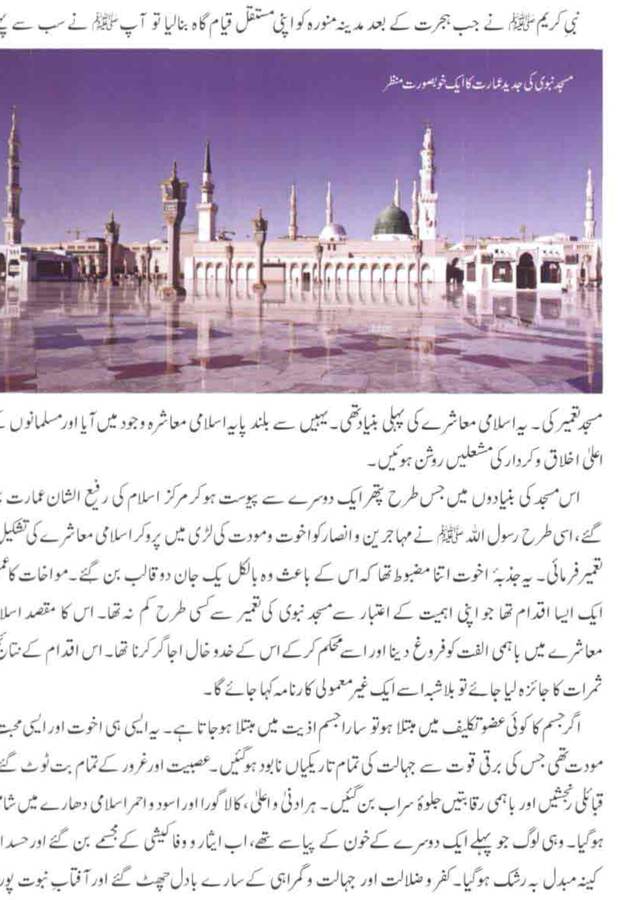 نبی کریم ﷺ نے جب ہجرت کے بعد مدینہ منورہ کو اپنی مستقل قیام گاہ بنالیا تو آپ ﷺ نے سب سے
مسجد نبوی کی جدید عمارت کا ایک خوبصورت منظر
مسجد تعمیر کی۔ یہ اسلامی معاشرے کی پہلی بنیاد تھی۔ یہیں سے بلند پایہ اسلامی معاشرہ وجود میں آیا اور مسلمانوں
اعلیٰ اخلاق و کردار کی مشعلیں روشن ہوئیں۔
اس مسجد کی بنیادوں میں جس طرح پتھر ایک دوسرے سے پیوست ہو کر مرکز اسلام کی رفیع الشان عمارت
گئے، اسی طرح رسول اللہ ﷺ نے مہاجرین و انصار کو اخوت و مودت کی لڑی میں پرو کر اسلامی معاشرے کی تشکیل
تعمیر فرمائی۔ یہ جذبۂ اخوت اتنا مضبوط تھا کہ اس کے باعث وہ بالکل یک جان دو قالب بن گئے۔ مواخات کا
ایک ایسا اقدام تھا جو اپنی اہمیت کے اعتبار سے مسجد نبوی کی تعمیر سے کسی طرح کم نہ تھا۔ اس کا مقصد
معاشرے میں باہمی الفت کو فروغ دینا اور اسے محکم کر کے اس کے خدوخال اجاگر کرنا تھا۔ اس اقدام کے
ثمرات کا جائزہ لیا جائے تو بلاشبہ اسے ایک غیر معمولی کارنامہ کہا جائے گا۔
اگر جسم کا کوئی عضو تکلیف میں مبتلا ہو تو سارا جسم اذیت میں مبتلا ہو جاتا ہے۔ یہ ایسی ہی اخوت اور ایسی
مودت تھی جس کی برقی قوت سے جہالت کی تمام تاریکیاں نابود ہو گئیں۔ عصبیت اور غرور کے تمام بت ٹوٹ
قبائلی رنجشیں اور باہمی رقابتیں جلوۂ سراب بن گئیں۔ ہر ادنیٰ و اعلیٰ، کالا گورا اور اسود و احمر اسلامی دھارے میں
ہو گیا۔ وہی لوگ جو پہلے ایک دوسرے کے خون کے پیاسے تھے، اب ایثار و وفا کیشی کے مجسمے بن گئے اور
کینہ مبدل بہ رشک ہو گیا۔ کفر و ضلالت اور جہالت و گمراہی کے سارے بادل چھٹ گئے اور آفتاب نبوت